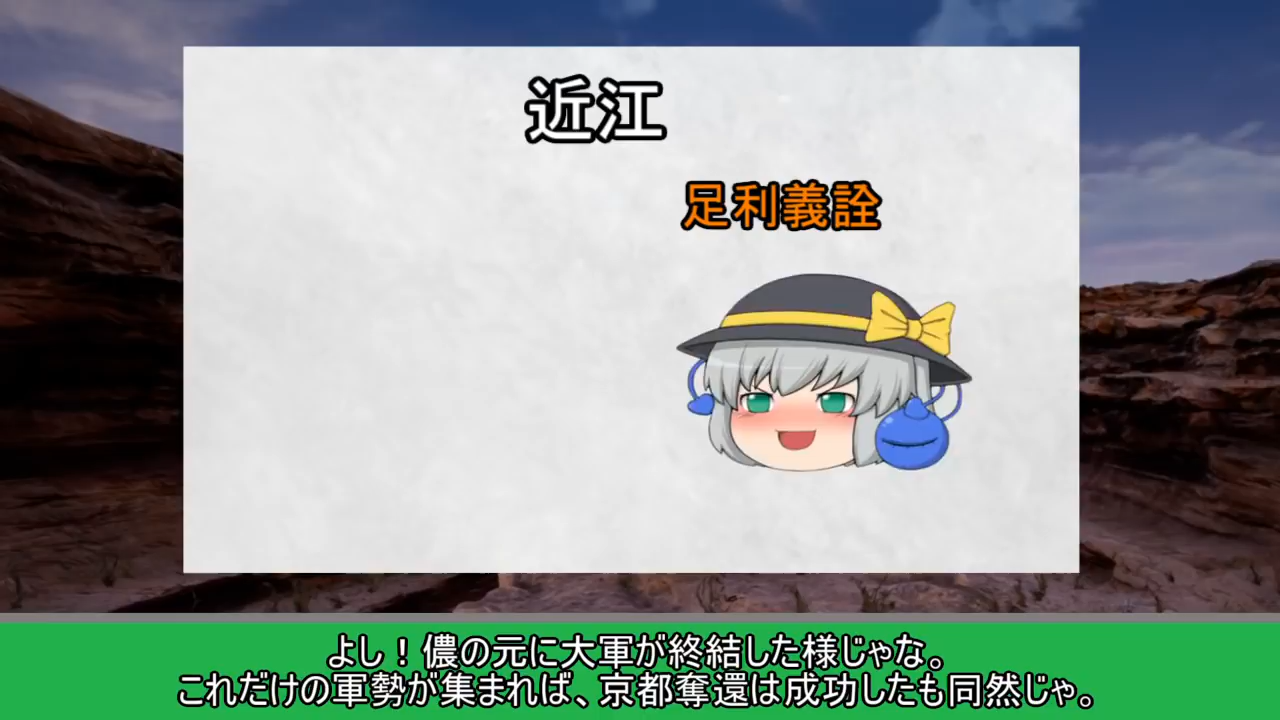 近江
足利義詮
よし！儂の元に大軍が終結した様じゃな。
これだけの軍勢が集まれば、京都奪還は成功したも同然じゃ。